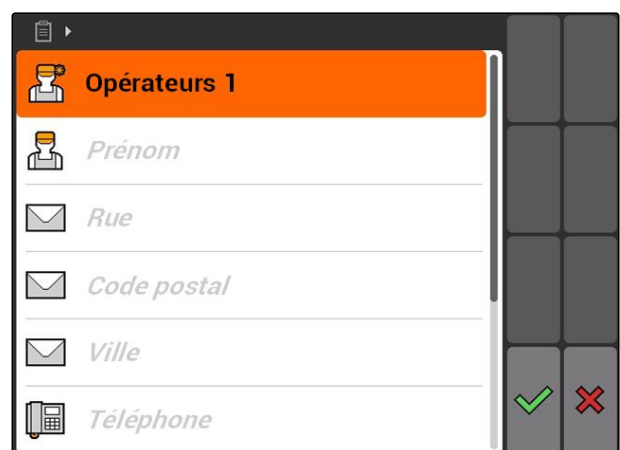 Opérateurs 1
Prénom
Rue
Code postal
Ville
Téléphone